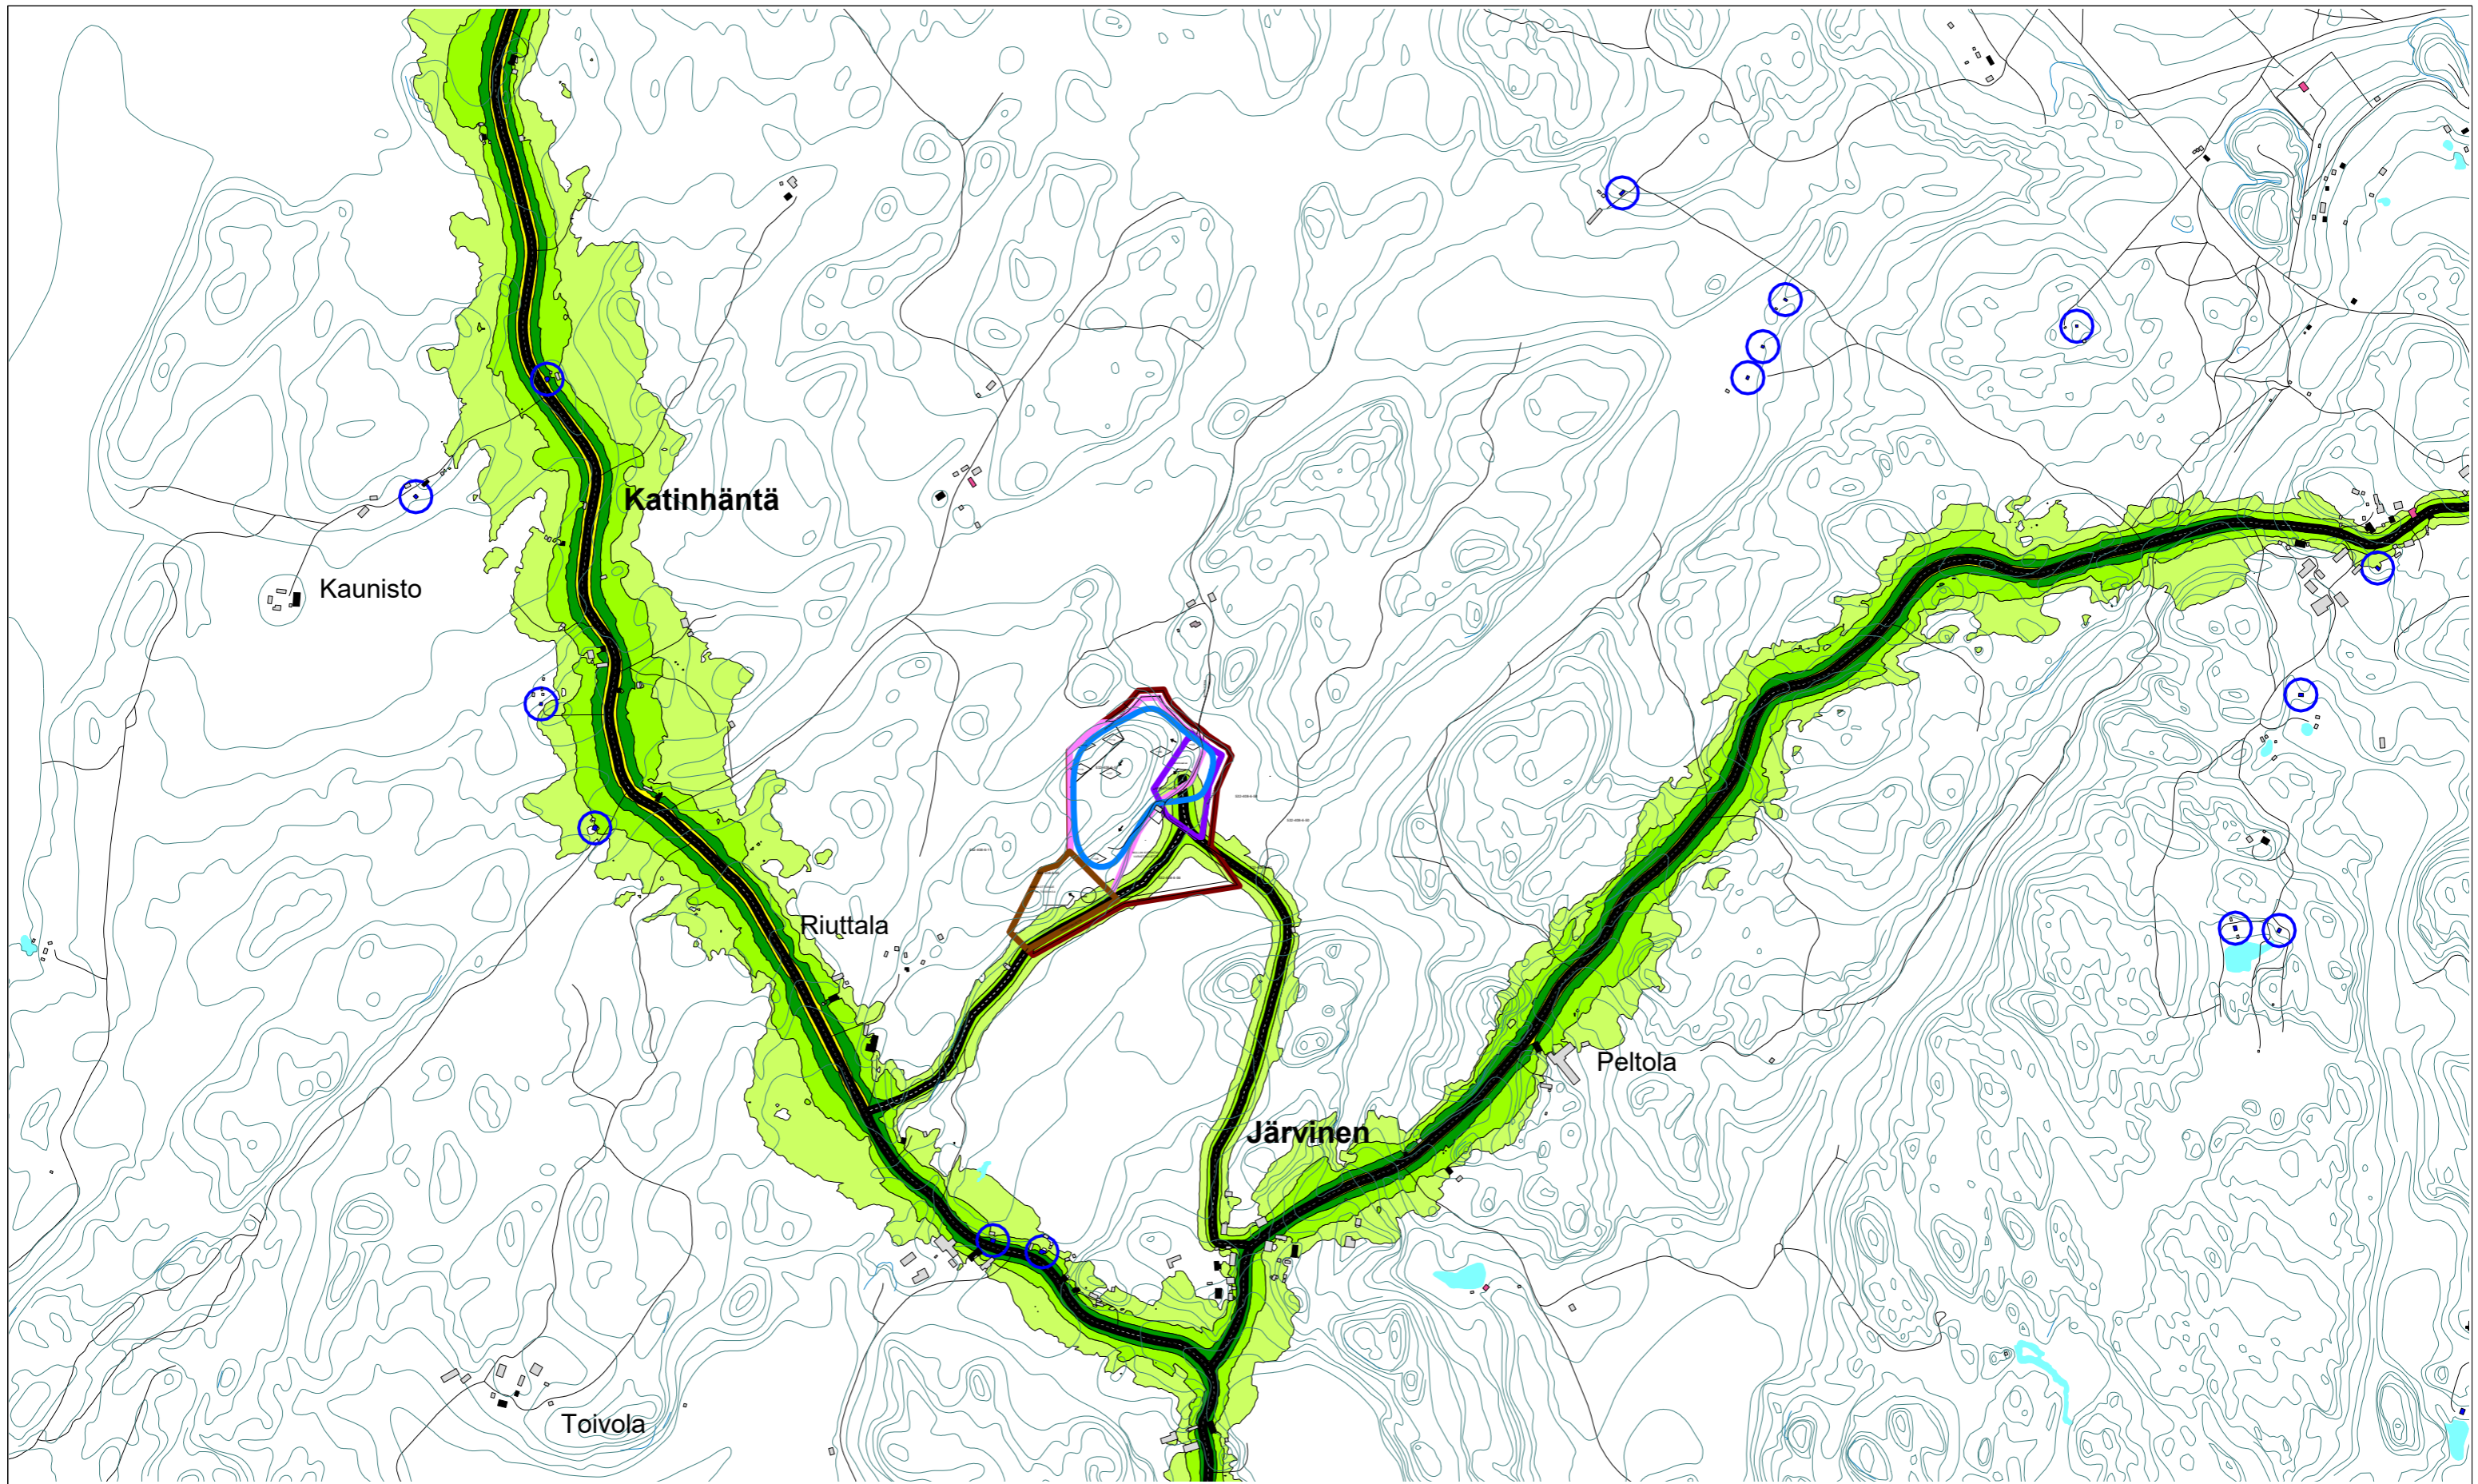 Katinhäntä
Kaunisto
Riuttala
Peltola
Järvinen
Toivola